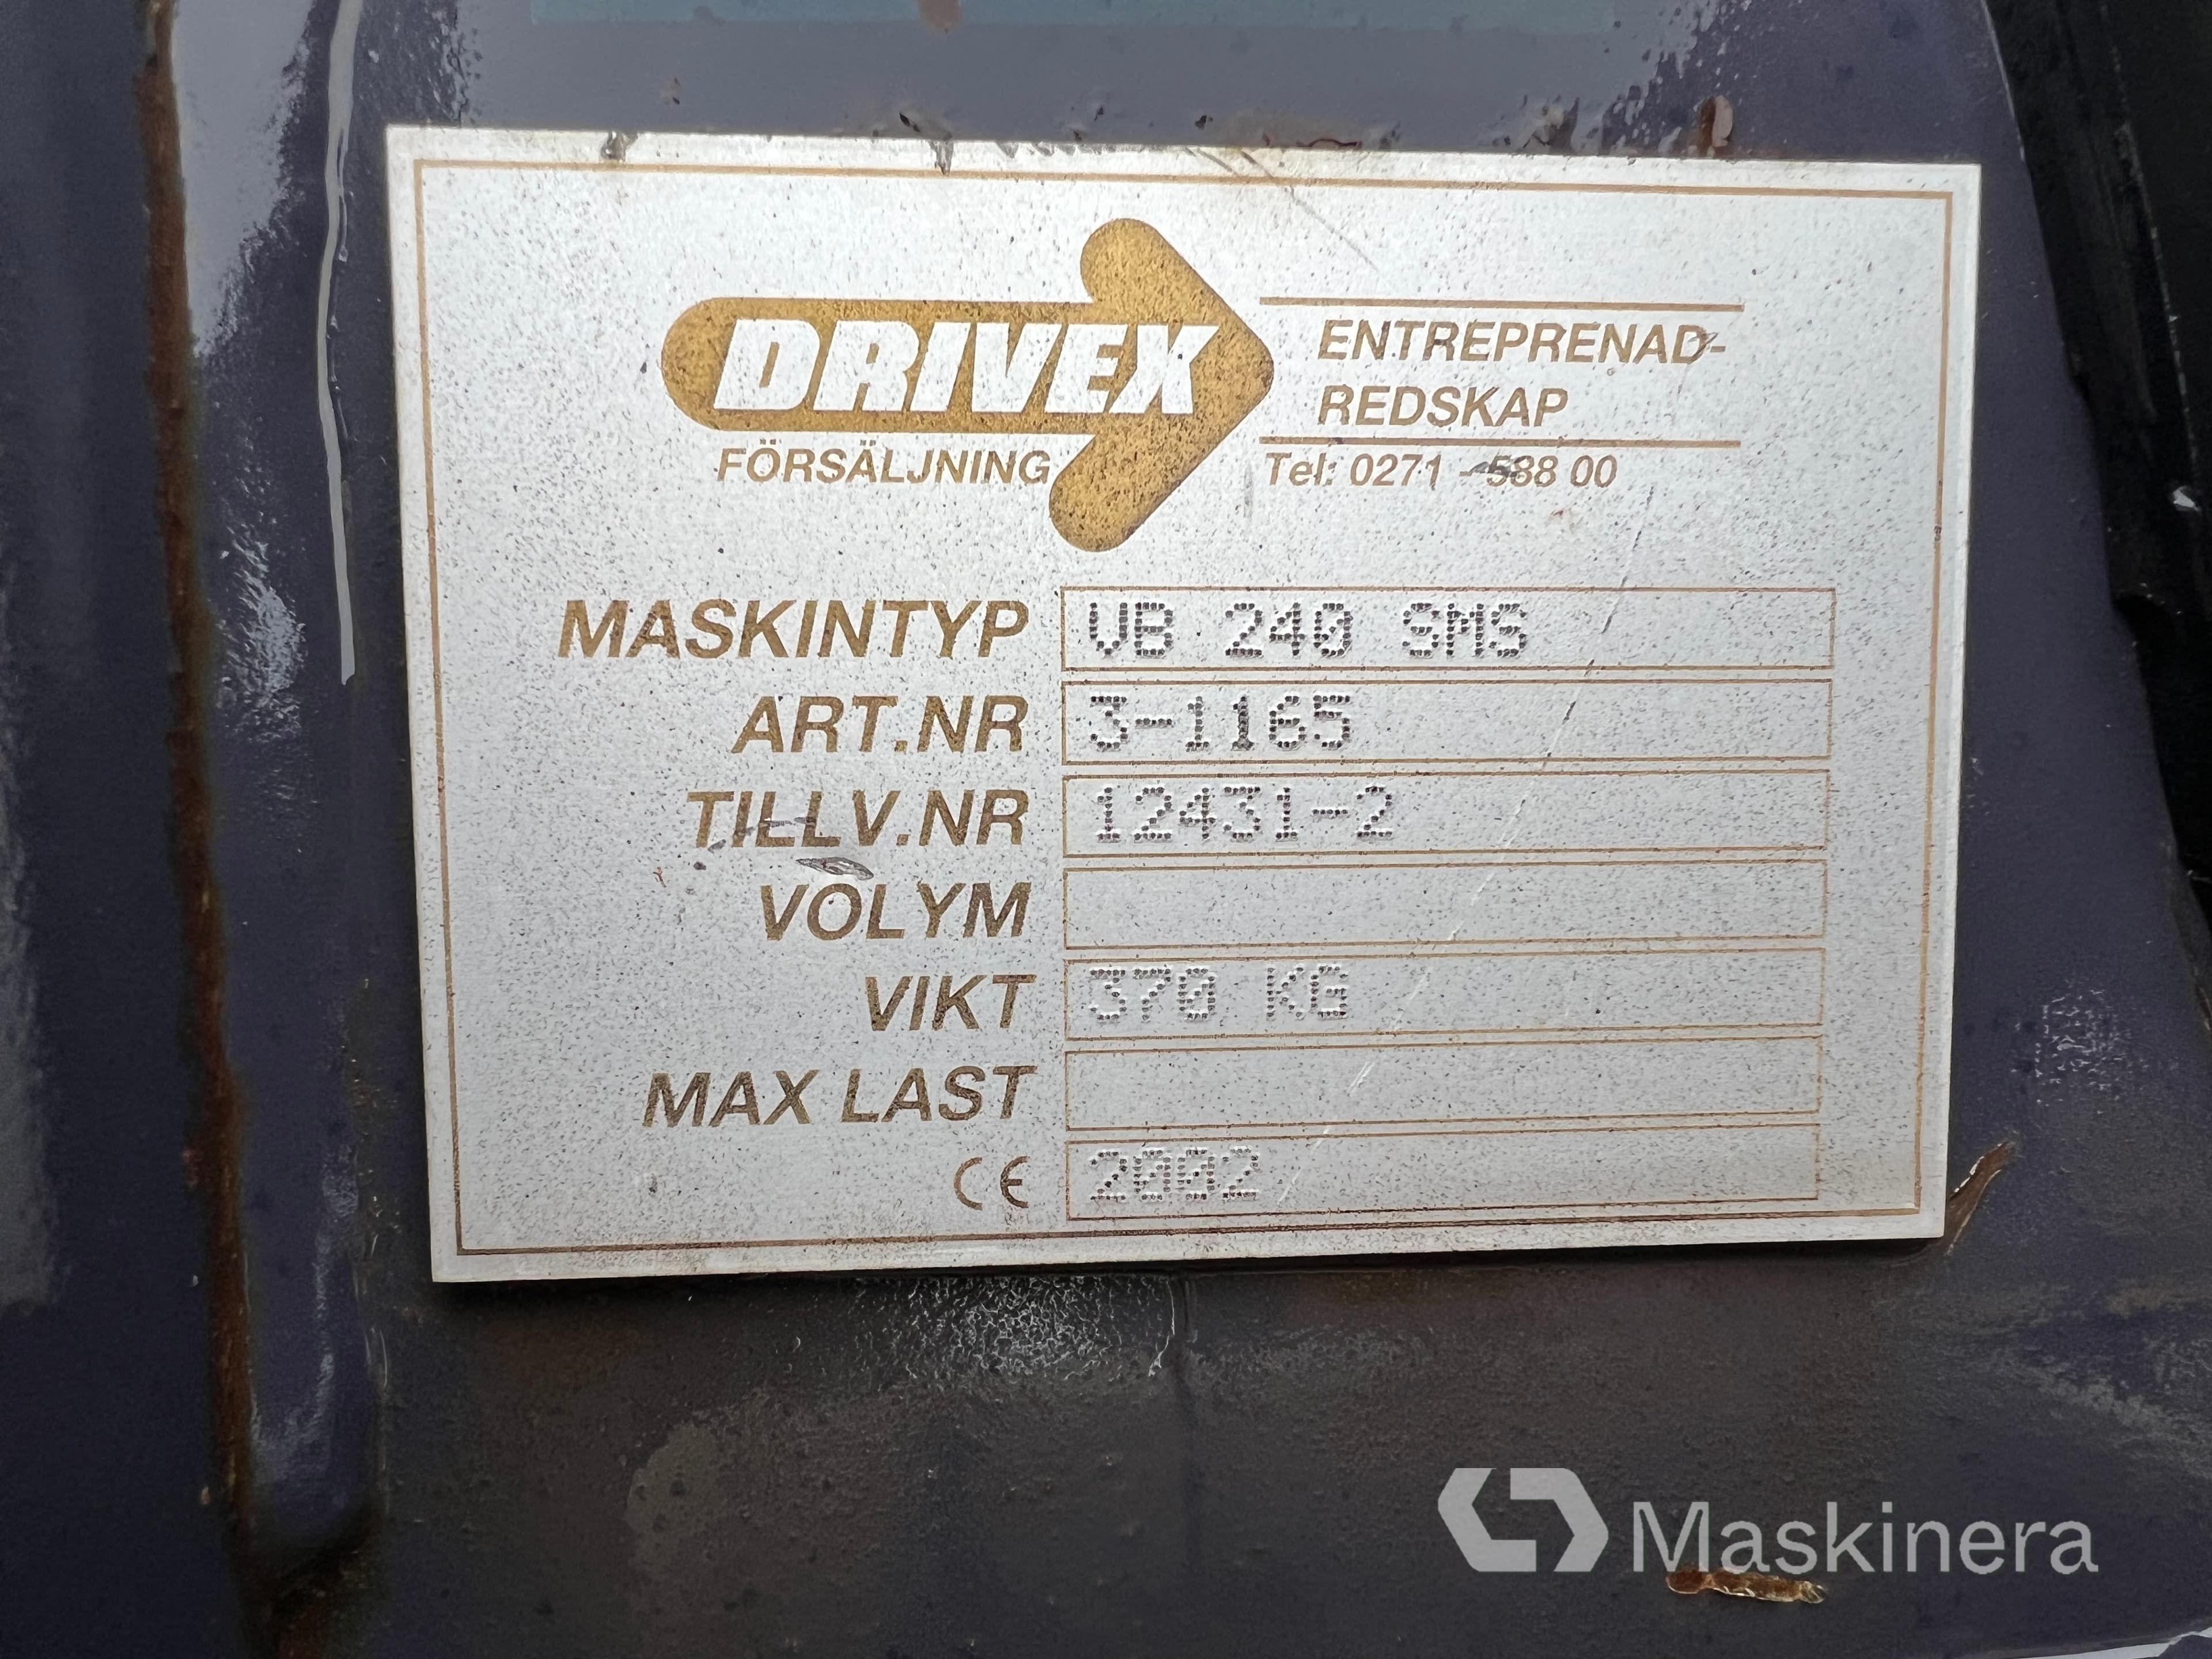 DRIVEX
FÖRSÄLJNING
ENTREPRENAD-
REDSKAP
Tel: 0271 - 588 00
MASKINTYP VB 240 SMS
ART.NR 3-1165
TILLV.NR 12431-2
VOLYM
VIKT 370 KG
MAX LAST
CE 2002
Maskinera